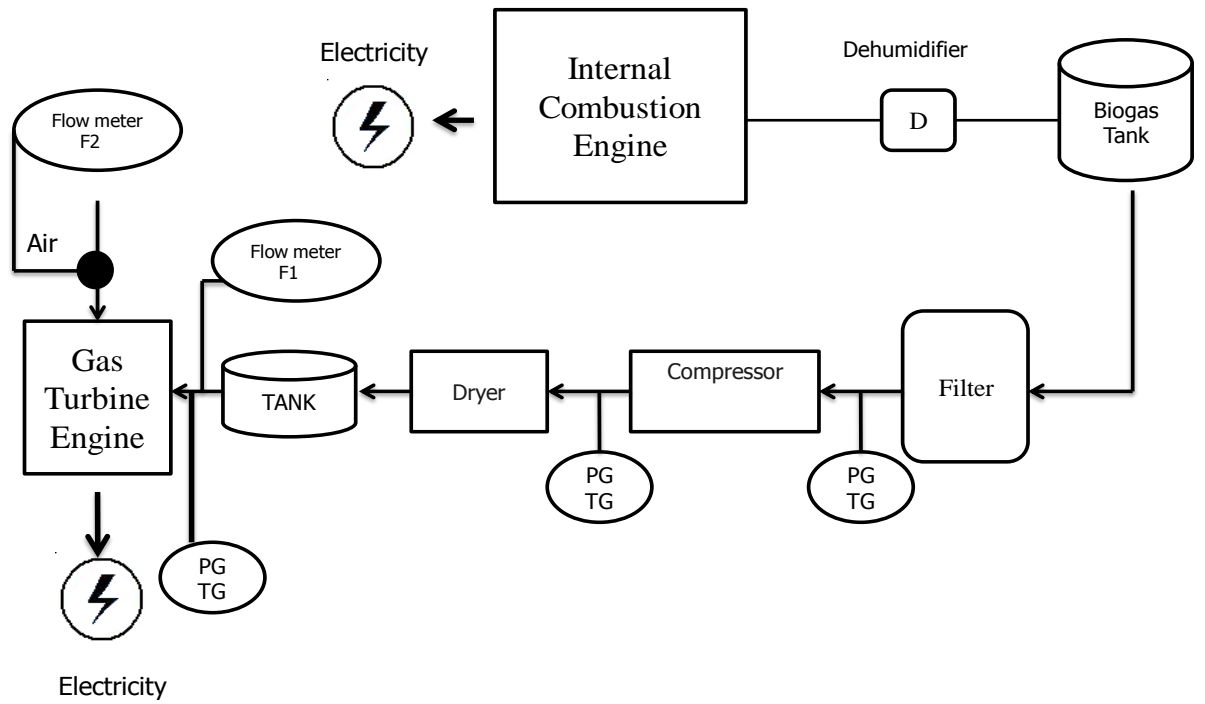 Electricity
Internal
Combustion
Engine
Dehumidifier
D
Biogas
Tank
Flow meter
F2
Air
Flow meter
F1
Gas
Turbine
Engine
TANK
Dryer
Compressor
Filter
PG
TG
PG
TG
PG
TG
Electricity